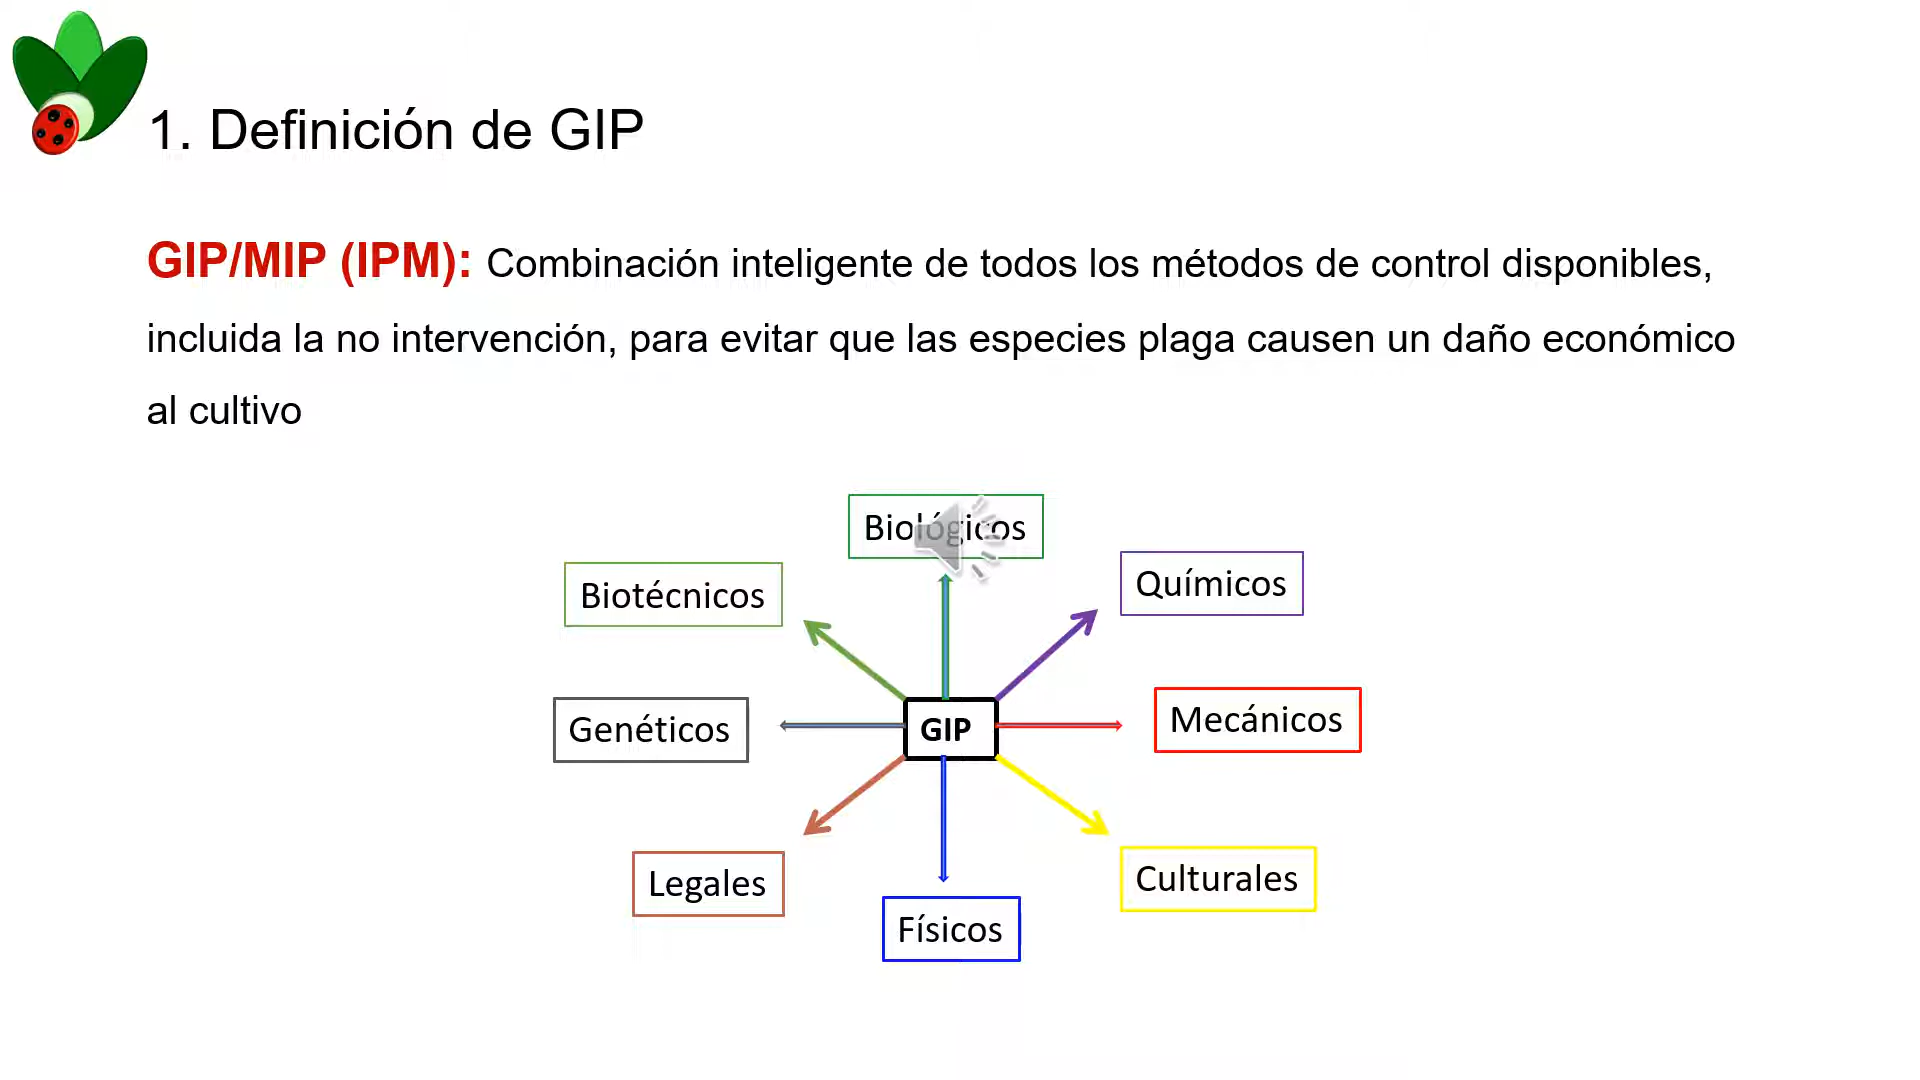 1. Definición de GIP
GIP/MIP (IPM): Combinación inteligente de todos los métodos de control disponibles,
incluida la no intervención, para evitar que las especies plaga causen un daño económico
al cultivo
Biológicos
Químicos
Biotécnicos
Mecánicos
Genéticos
GIP
Culturales
Legales
Físicos